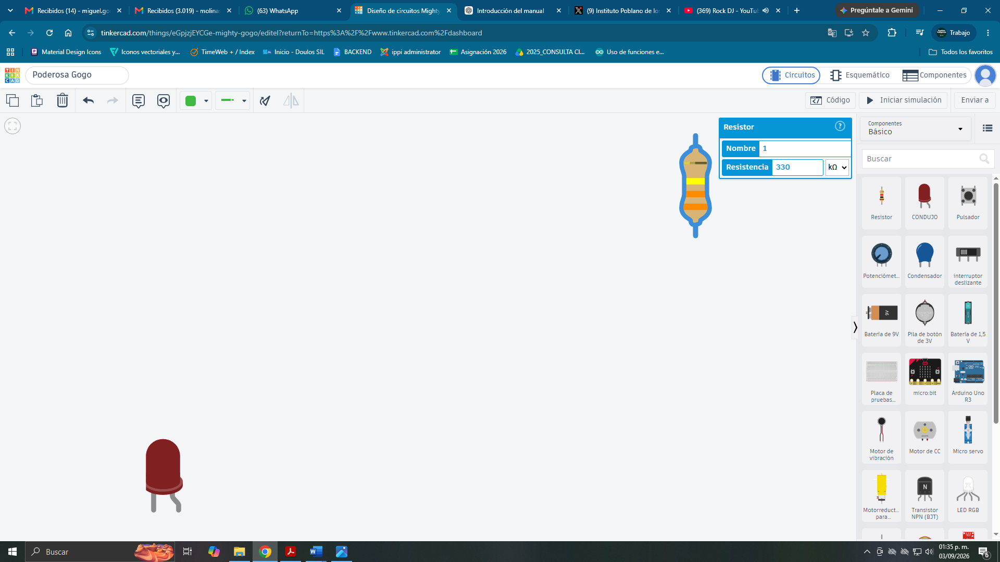 Recibidos (14) - miguel.go
Recibidos (3.019) - molina
(63) WhatsApp
Diseño de circuitos Mighty
Introducción del manual
(9) Instituto Poblano de lo
(369) Rock DJ - YouTu
Pregúntale a Gemini
tinkercad.com/things/eGpjzjEYCGe-mighty-gogo/editel?returnTo=https%3A%2F%2Fwww.tinkercad.com%2Fdashboard
Trabajo
Material Design Icons
Iconos vectoriales y...
TimeWeb + / Index
Inicio - Doulos SIL
BACKEND
ippi administrator
Asignación 2026
2025_CONSULTA CI...
Uso de funciones e...
Todos los favoritos
TIN
KER
CAD
Poderosa Gogo
Circuitos
Esquemático
Componentes
Código
Iniciar simulación
Enviar a
Resistor
?
Nombre 1
Resistencia 330 kΩ
Componentes
Básico
Buscar
Resistor
CONDUJO
Pulsador
Potenciómet...
Condensador
interruptor
deslizante
9V
Batería de 9V
Pila de botón
de 3V
Batería de 1,5
V
Placa de
pruebas...
micro:bit
Arduino Uno
R3
Motor de
vibración
Motor de CC
Micro servo
Motorreduct...
para...
N
Transistor
NPN (BJT)
LED RGB
Buscar
01:35 p. m.
03/09/2026
6